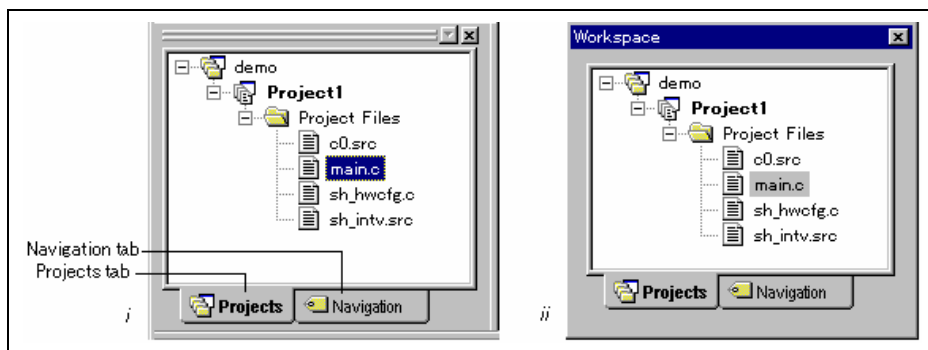 demo
Project1
Project Files
c0.src
main.c
sh_hwcfg.c
sh_intv.src
Navigation tab
Projects tab
Projects Navigation
i
Workspace
demo
Project1
Project Files
c0.src
main.c
sh_hwcfg.c
sh_intv.src
Projects Navigation
ii